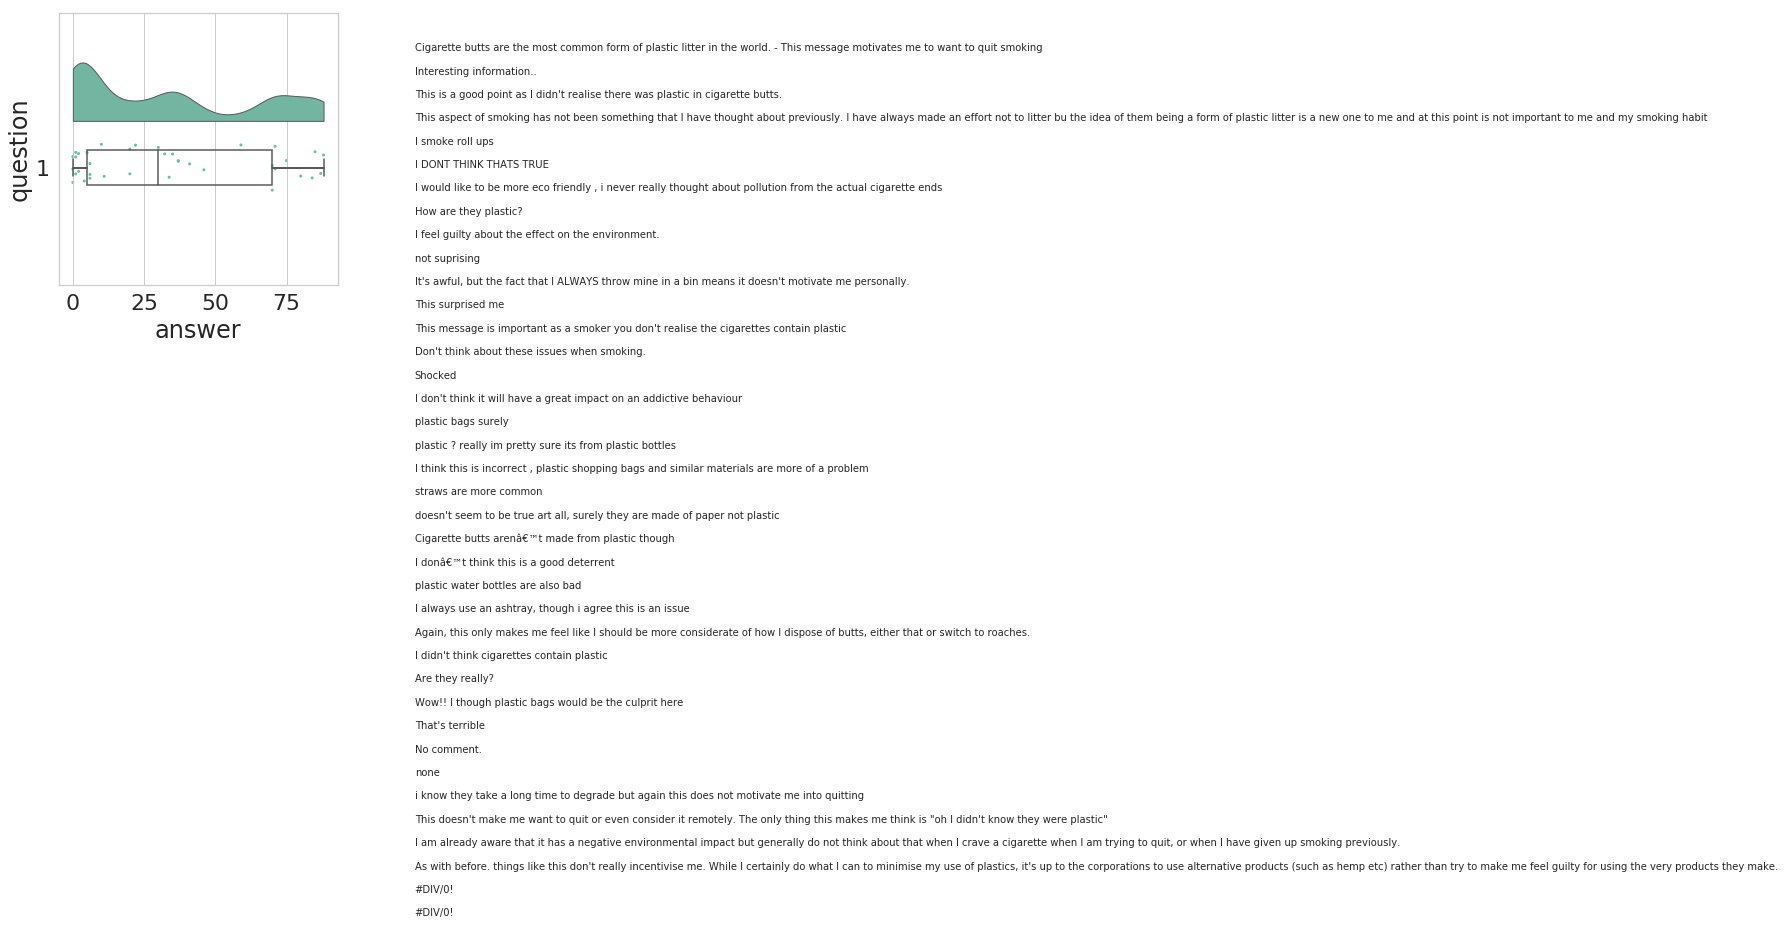 question
1
0 25 50 75
answer
Cigarette butts are the most common form of plastic litter in the world. - This message motivates me to want to quit smoking
Interesting information..
This is a good point as I didn't realise there was plastic in cigarette butts.
This aspect of smoking has not been something that I have thought about previously. I have always made an effort not to litter bu the idea of them being a form of plastic litter is a new one to me and at this point is not important to me and my smoking habit
I smoke roll ups
I DONT THINK THATS TRUE
I would like to be more eco friendly , i never really thought about pollution from the actual cigarette ends
How are they plastic?
I feel guilty about the effect on the environment.
not suprising
It's awful, but the fact that I ALWAYS throw mine in a bin means it doesn't motivate me personally.
This surprised me
This message is important as a smoker you don't realise the cigarettes contain plastic
Don't think about these issues when smoking.
Shocked
I don't think it will have a great impact on an addictive behaviour
plastic bags surely
plastic ? really im pretty sure its from plastic bottles
I think this is incorrect , plastic shopping bags and similar materials are more of a problem
straws are more common
doesn't seem to be true art all, surely they are made of paper not plastic
Cigarette butts arenâ€™t made from plastic though
I donâ€™t think this is a good deterrent
plastic water bottles are also bad
I always use an ashtray, though i agree this is an issue
Again, this only makes me feel like I should be more considerate of how I dispose of butts, either that or switch to roaches.
I didn't think cigarettes contain plastic
Are they really?
Wow!! I though plastic bags would be the culprit here
That's terrible
No comment.
none
i know they take a long time to degrade but again this does not motivate me into quitting
This doesn't make me want to quit or even consider it remotely. The only thing this makes me think is "oh I didn't know they were plastic"
I am already aware that it has a negative environmental impact but generally do not think about that when I crave a cigarette when I am trying to quit, or when I have given up smoking previously.
As with before. things like this don't really incentivise me. While I certainly do what I can to minimise my use of plastics, it's up to the corporations to use alternative products (such as hemp etc) rather than try to make me feel guilty for using the very products they make.
#DIV/0!
#DIV/0!